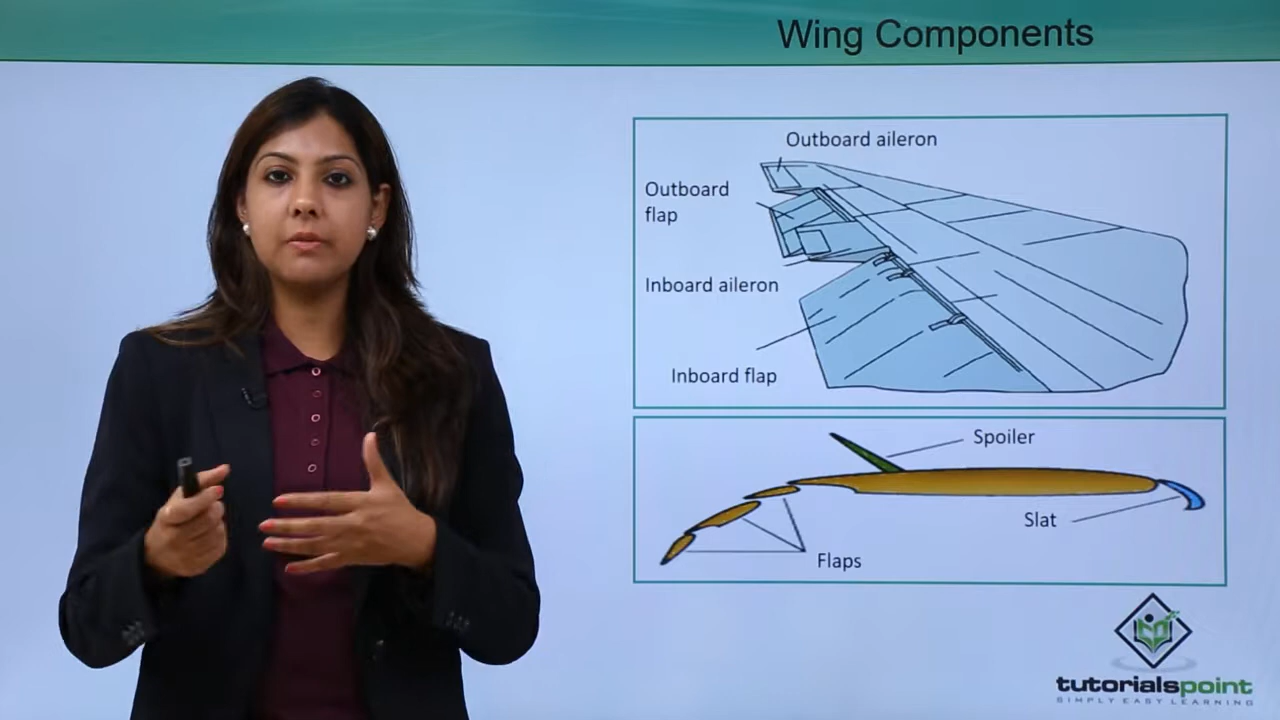 Wing Components
Outboard aileron
Outboard
flap
Inboard aileron
Inboard flap
Spoiler
Slat
Flaps
tutorialspoint
SIMPLY EASY LEARNING